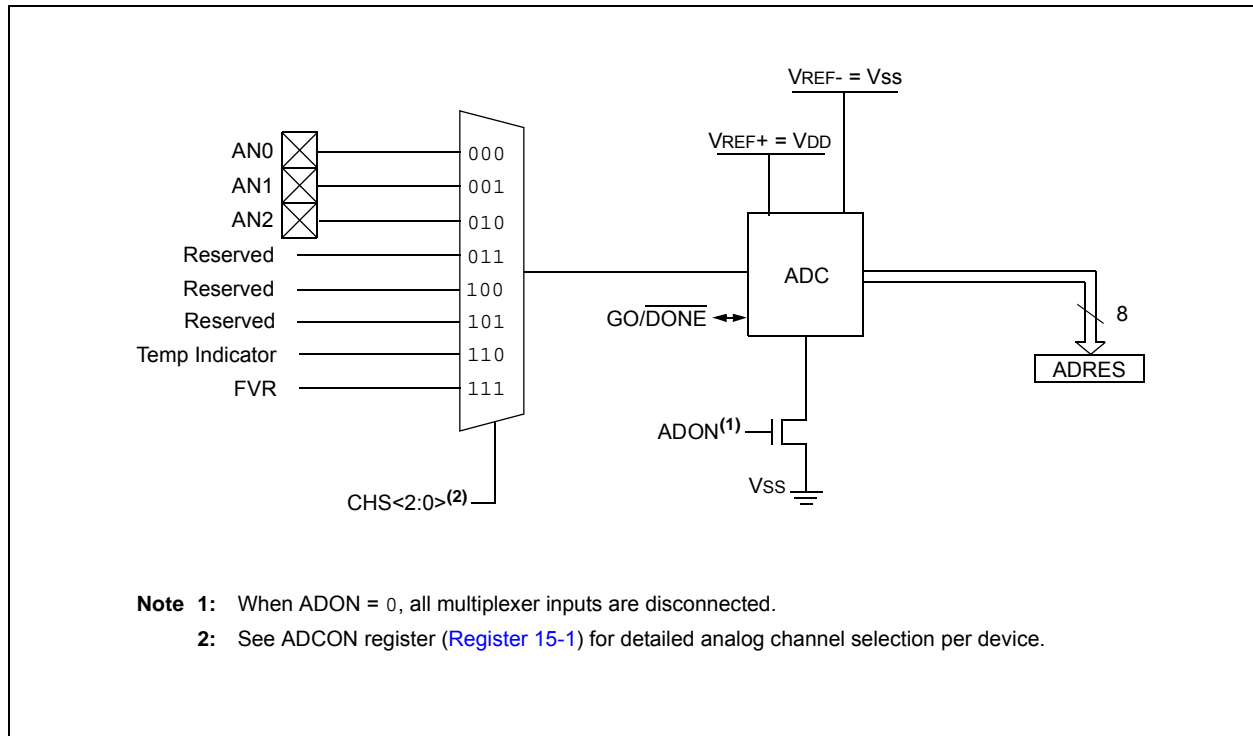 VREF- = Vss
VREF+ = VDD
AN0
000
AN1
001
AN2
010
Reserved
011
Reserved
100
Reserved
101
Temp Indicator
110
FVR
111
ADC
GO/DONE
8
ADRES
ADON(1)
VSS
CHS<2:0>(2)
Note 1: When ADON = 0, all multiplexer inputs are disconnected.
2: See ADCON register (Register 15-1) for detailed analog channel selection per device.